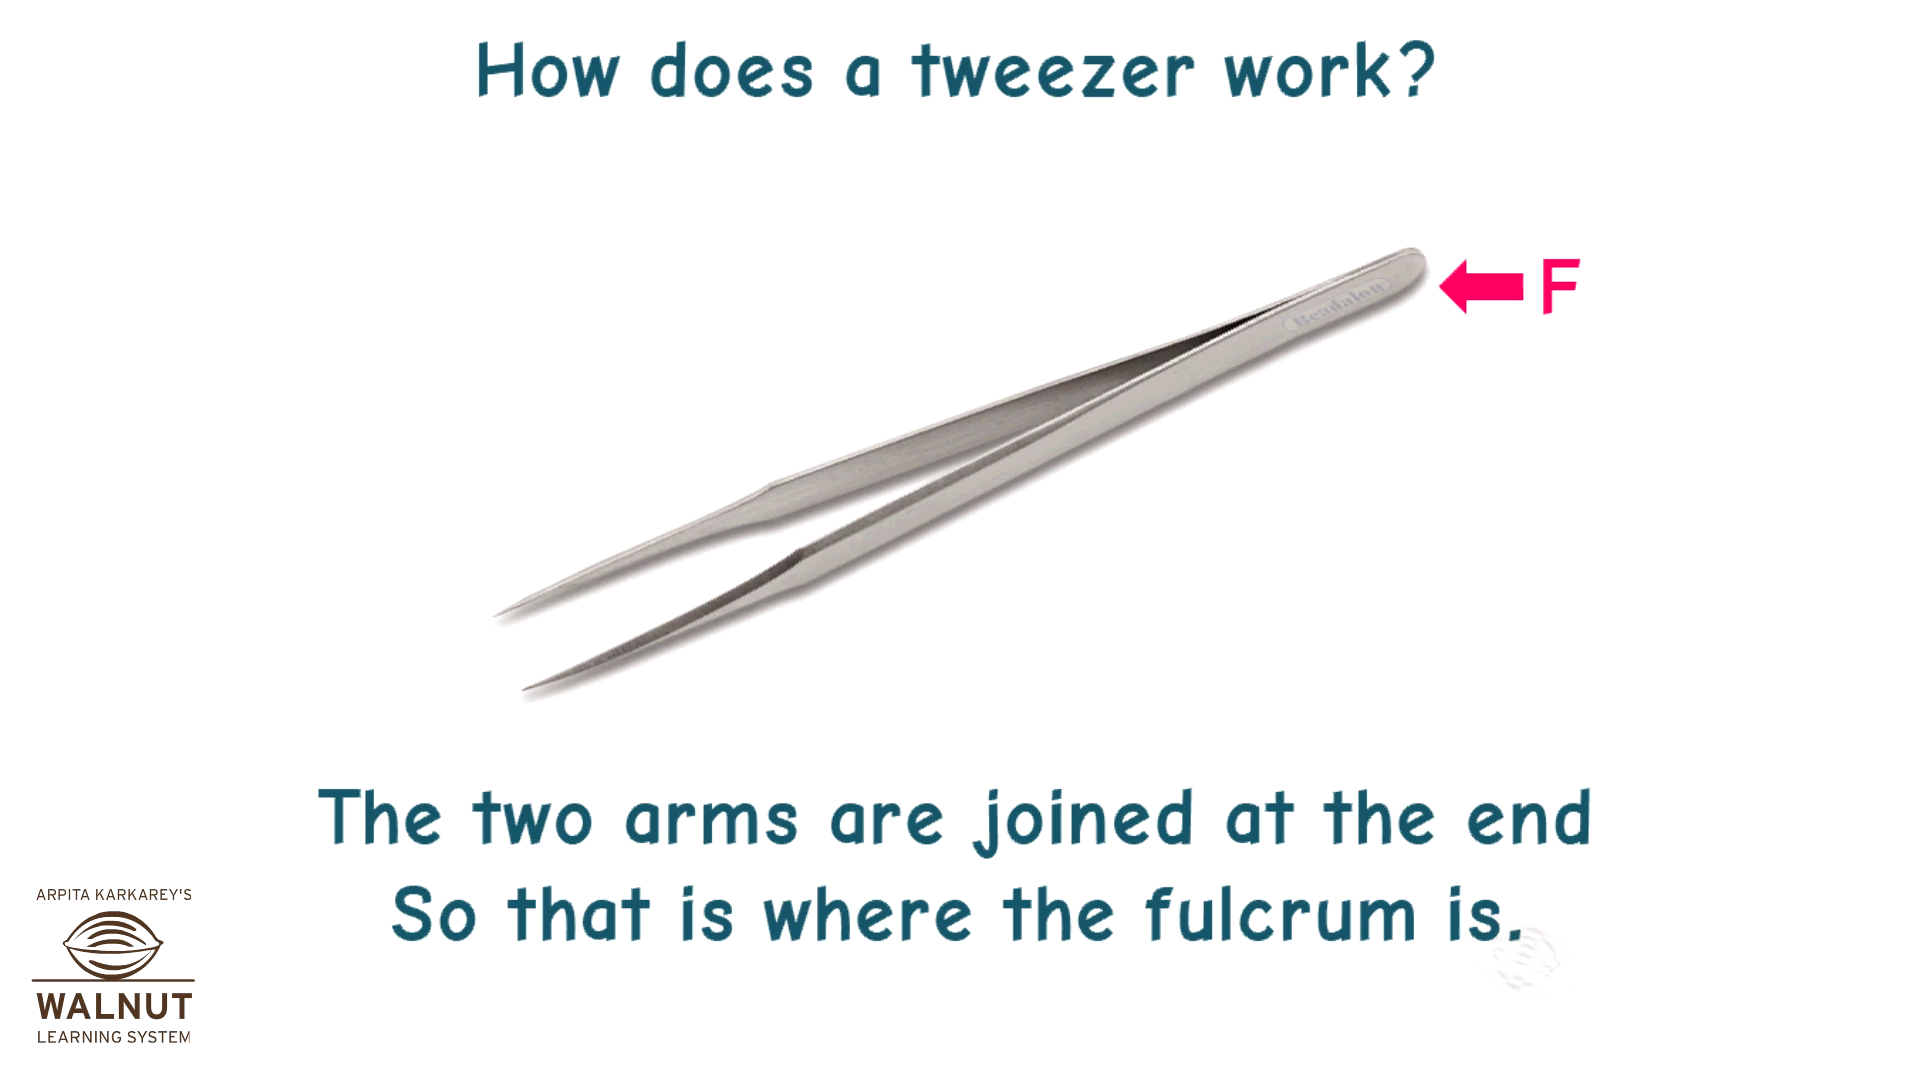 How does a tweezer work?
F
Beadalon
The two arms are joined at the end
So that is where the fulcrum is.
ARPITA KARKAREY'S
WALNUT
LEARNING SYSTEM